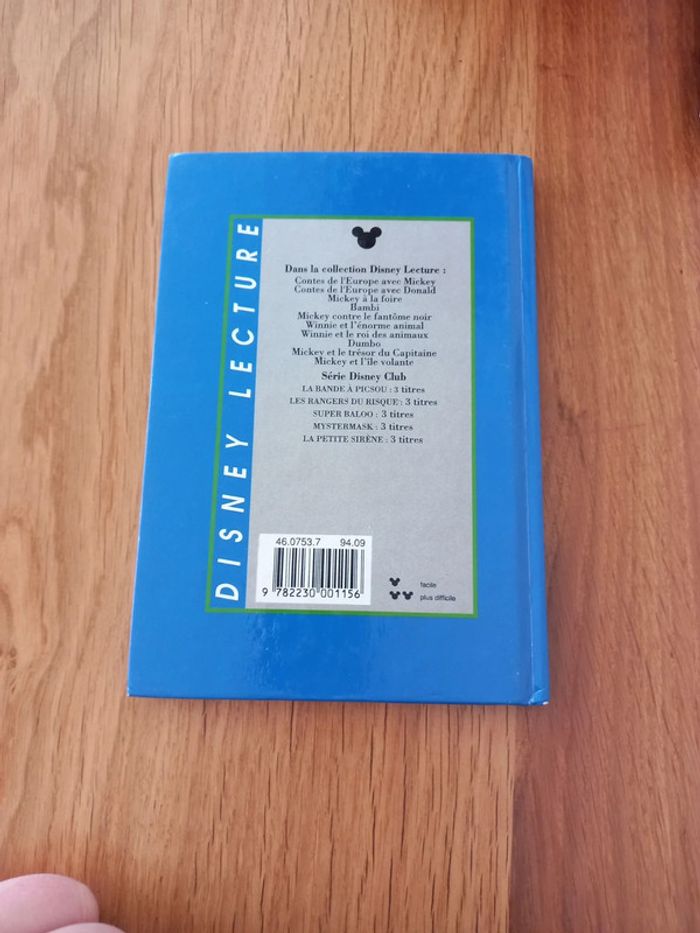 DISNEY LECTURE
Dans la collection Disney Lecture :
Contes de l'Europe avec Mickey
Contes de l'Europe avec Donald
Mickey à la foire
Bambi
Mickey contre le fantôme noir
Winnie et l'énorme animal
Winnie et le roi des animaux
Dumbo
Mickey et le trésor du Capitaine
Mickey et l'île volante
Série Disney Club
LA BANDE À PICSOU : 3 titres
LES RANGERS DU RISQUE : 3 titres
SUPER BALOO : 3 titres
MYSTERMASK : 3 titres
LA PETITE SIRÈNE : 3 titres
46.0753.7 94.09
9 782230 001156
facile
plus difficile